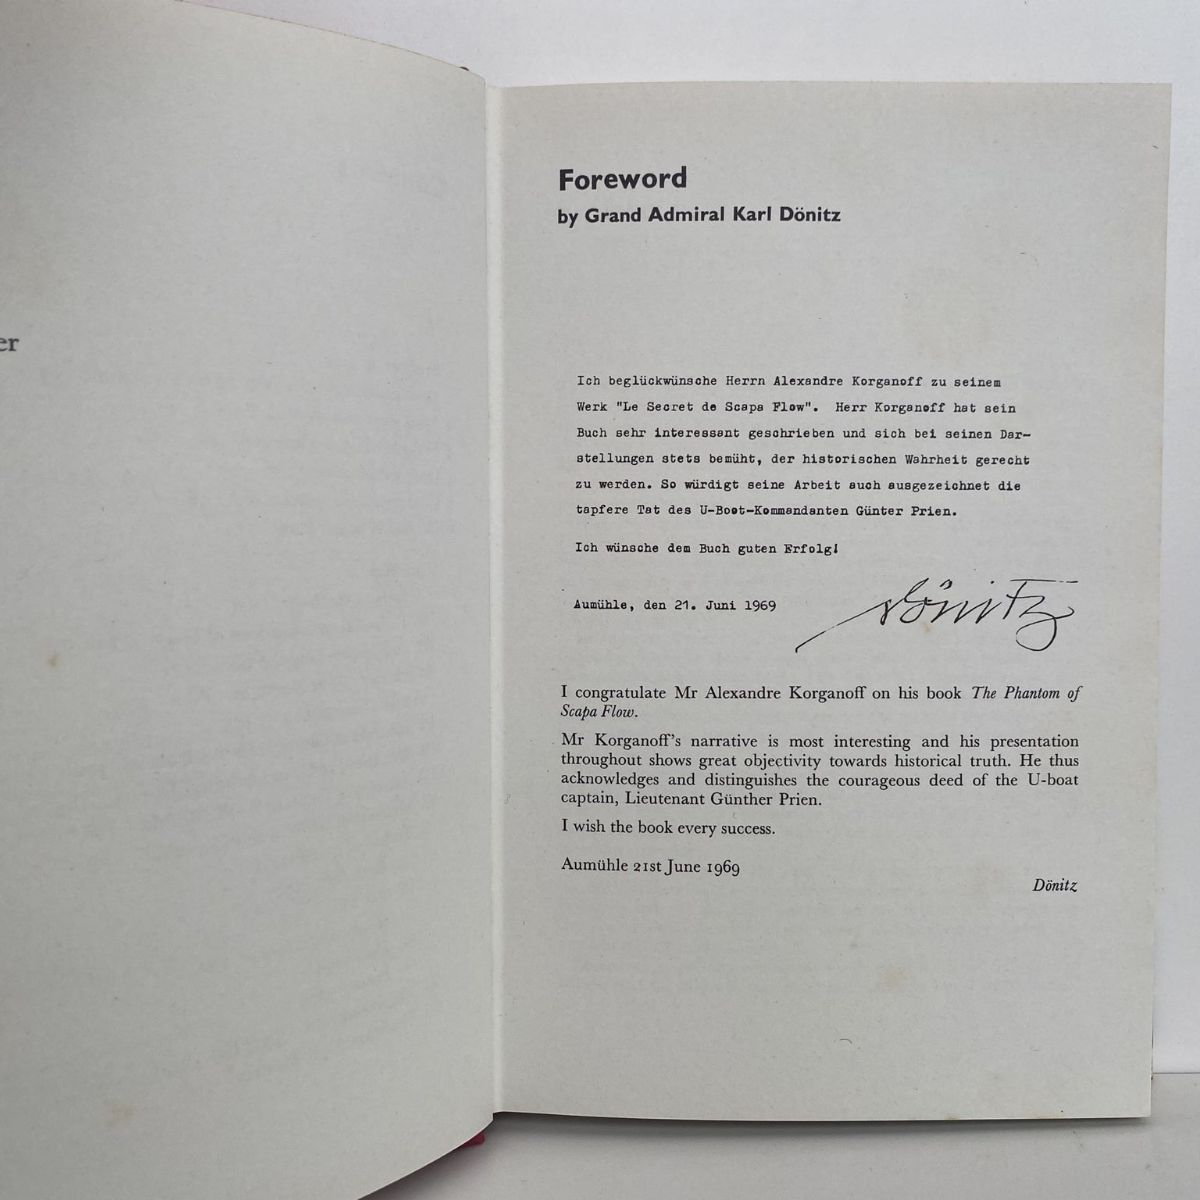 er
Foreword
by Grand Admiral Karl Dönitz
Ich beglückwünsche Herrn Alexandre Korganoff zu seinem
Werk "Le Secret de Scapa Flow". Herr Korganoff hat sein
Buch sehr interessant geschrieben und sich bei seinen Dar-
stellungen stets bemüht, der historischen Wahrheit gerecht
zu werden. So würdigt seine Arbeit auch ausgezeichnet die
tapfere Tat des U-Boot-Kommandanten Günter Prien.
Ich wünsche dem Buch guten Erfolg!
Aumühle, den 21. Juni 1969
Dönitz
I congratulate Mr Alexandre Korganoff on his book The Phantom of
Scapa Flow.
Mr Korganoff's narrative is most interesting and his presentation
throughout shows great objectivity towards historical truth. He thus
acknowledges and distinguishes the courageous deed of the U-boat
captain, Lieutenant Günther Prien.
I wish the book every success.
Aumühle 21st June 1969
Dönitz